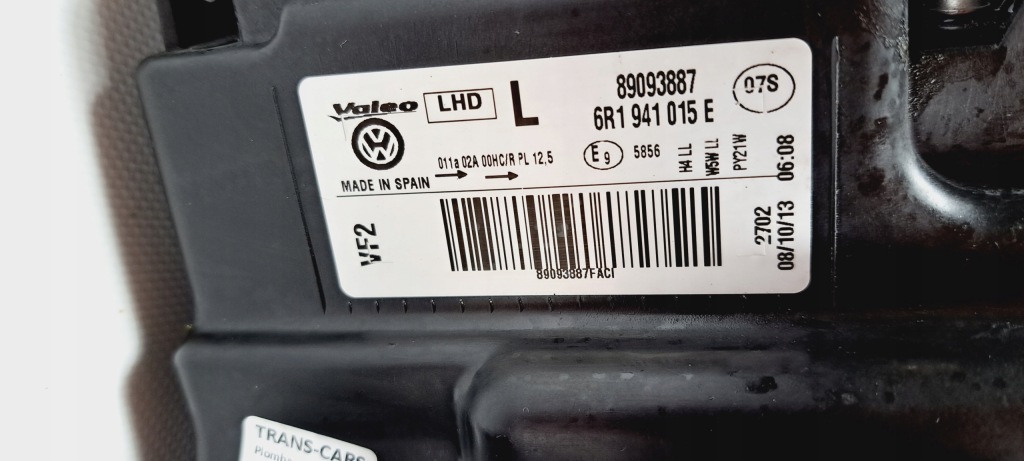 Valeo LHD L 89093887 07S
6R1 941 015 E
011a 02A 00HC/R PL 12,5 E9 5856
H4 LL
W5W LL
PY21W
06:08
MADE IN SPAIN
VF2
2702
08/10/13
89093887FACI
TRANS-CARS